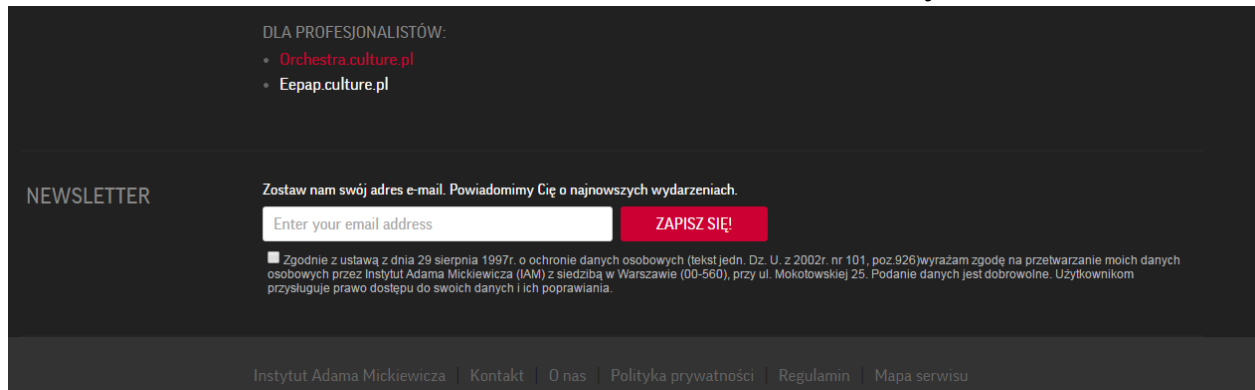 DLA PROFESJONALISTÓW:
Orchestra.culture.pl
Eepap.culture.pl
NEWSLETTER
Zostaw nam swój adres e-mail. Powiadomimy Cię o najnowszych wydarzeniach.
Enter your email address
ZAPISZ SIĘ!
Zgodnie z ustawą z dnia 29 sierpnia 1997r. o ochronie danych osobowych (tekst jedn. Dz. U. z 2002r. nr 101, poz.926)wyrażam zgodę na przetwarzanie moich danych
osobowych przez Instytut Adama Mickiewicza (IAM) z siedzibą w Warszawie (00-560), przy ul. Mokotowskiej 25. Podanie danych jest dobrowolne. Użytkownikom
przysługuje prawo dostępu do swoich danych i ich poprawiania.
Instytut Adama Mickiewicza | Kontakt | O nas | Polityka prywatności | Regulamin | Mapa serwisu